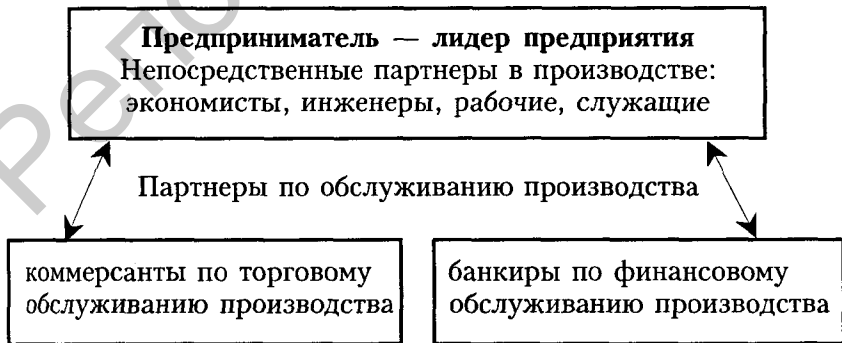 Предприниматель — лидер предприятия
Непосредственные партнеры в производстве:
экономисты, инженеры, рабочие, служащие
Партнеры по обслуживанию производства
коммерсанты по торговому
обслуживанию производства
банкиры по финансовому
обслуживанию производства
Репо